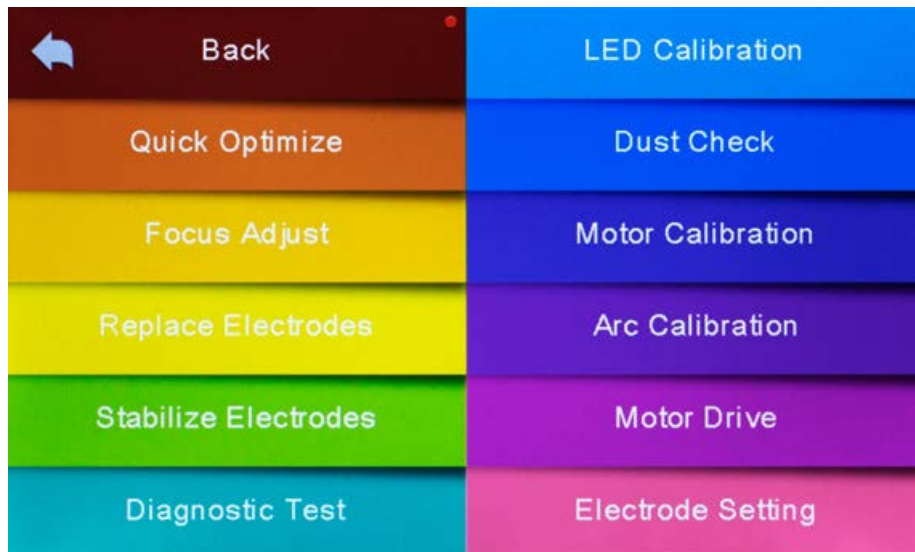 Back
Quick Optimize
Focus Adjust
Replace Electrodes
Stabilize Electrodes
Diagnostic Test
LED Calibration
Dust Check
Motor Calibration
Arc Calibration
Motor Drive
Electrode Setting